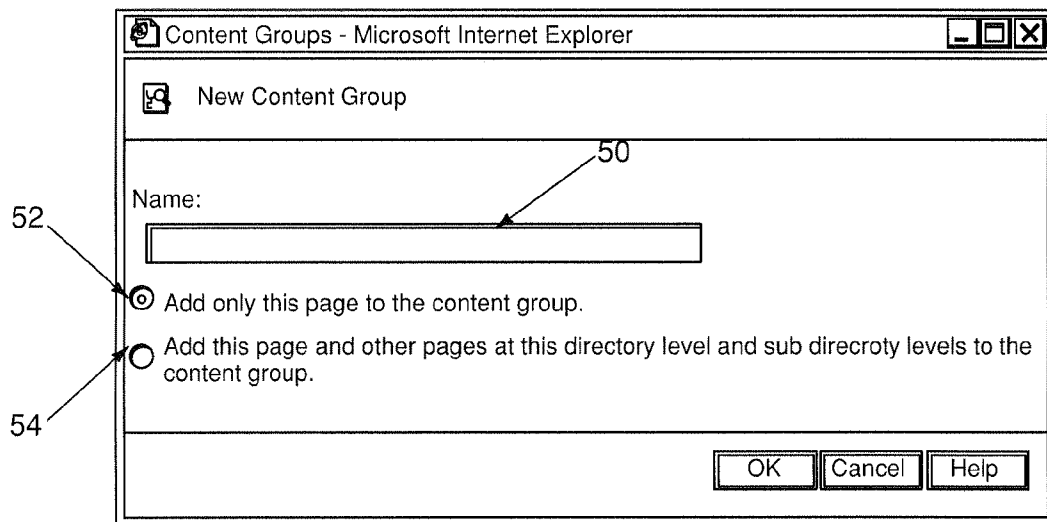 Content Groups - Microsoft Internet Explorer
New Content Group
50
Name:
52
Add only this page to the content group.
Add this page and other pages at this directory level and sub direcroty levels to the
content group.
54
OK Cancel Help